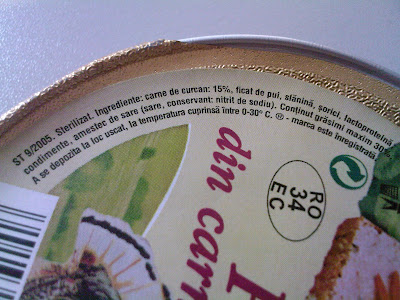 ST 9/2005. Sterilizat. Ingrediente: carne de curcan: 15%, ficat de pui, slănină, șorici, lactoproteină
condimente, amestec de sare (sare, conservant: nitrit de sodiu). Conținut grăsimi maxim 30%
A se depozita la loc uscat, la temperatura cuprinsă între 0-30° C. ® - marca este înregistrată.
RO
34
EC
din carn